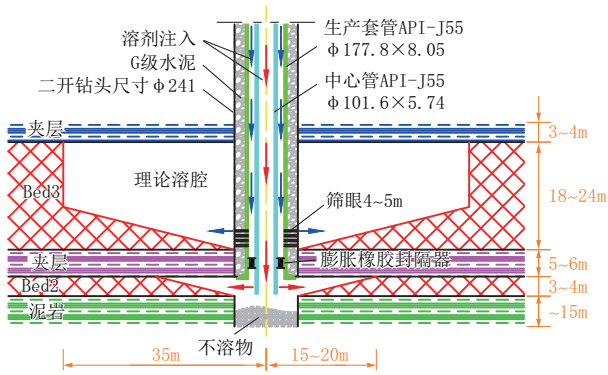 溶剂注入
G级水泥
二开钻头尺寸φ241
生产套管API-J55
φ177.8×8.05
中心管API-J55
φ101.6×5.74
夹层
3~4m
Bed3
理论溶腔
18~24m
筛眼4~5m
夹层
膨胀橡胶封隔器
5~6m
Bed2
3~4m
泥岩
~15m
不溶物
35m
15~20m